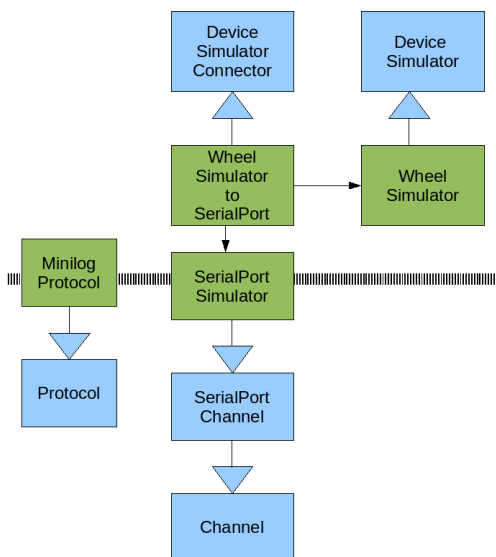 Device
Simulator
Connector
Device
Simulator
Wheel
Simulator
to
SerialPort
Wheel
Simulator
Minilog
Protocol
SerialPort
Simulator
Protocol
SerialPort
Channel
Channel